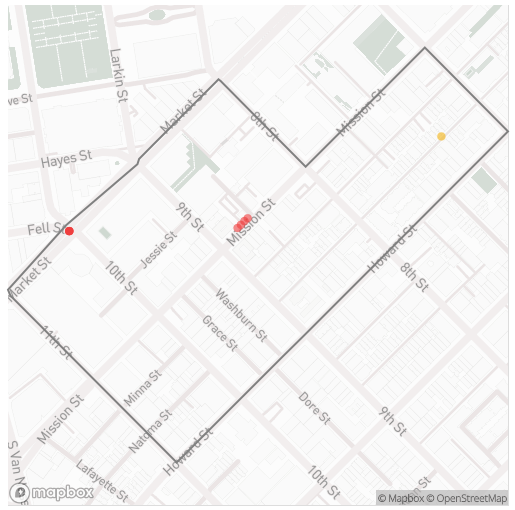 Larkin St
Market St
8th St
Mission St
ove St
Hayes St
Fell S
9th St
Mission St
Jessie St
10th St
Howard St
8th St
Market St
Washburn St
Grace St
11th St
Minna St
Natoma St
Dore St
9th St
Mission St
Howard St
S Van N
Lafayette St
10th St
m St
mapbox
© Mapbox © OpenStreetMap